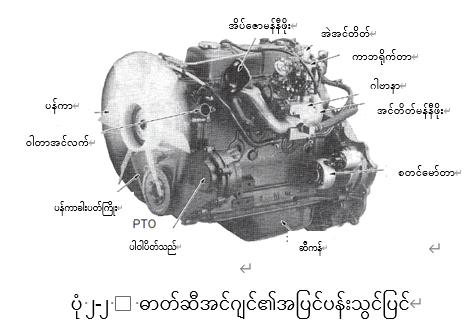 အိပ်ဇောမန်နီဖိုး
အဲအင်တိတ်
ကာဘရိုက်တာ
ဂါဗာနာ
ပန်ကာ
အင်တိတ်မန်နီဖိုး
ဝါတာအင်လက်
စတင်မော်တာ
ပန်ကာခါးပတ်ကြိုး
PTO
ပါဝါပိတ်သည်
ဆီကန်
ပုံ ၂-၂ □ ဓာတ်ဆီအင်ဂျင်၏အပြင်ပန်းသွင်ပြင်